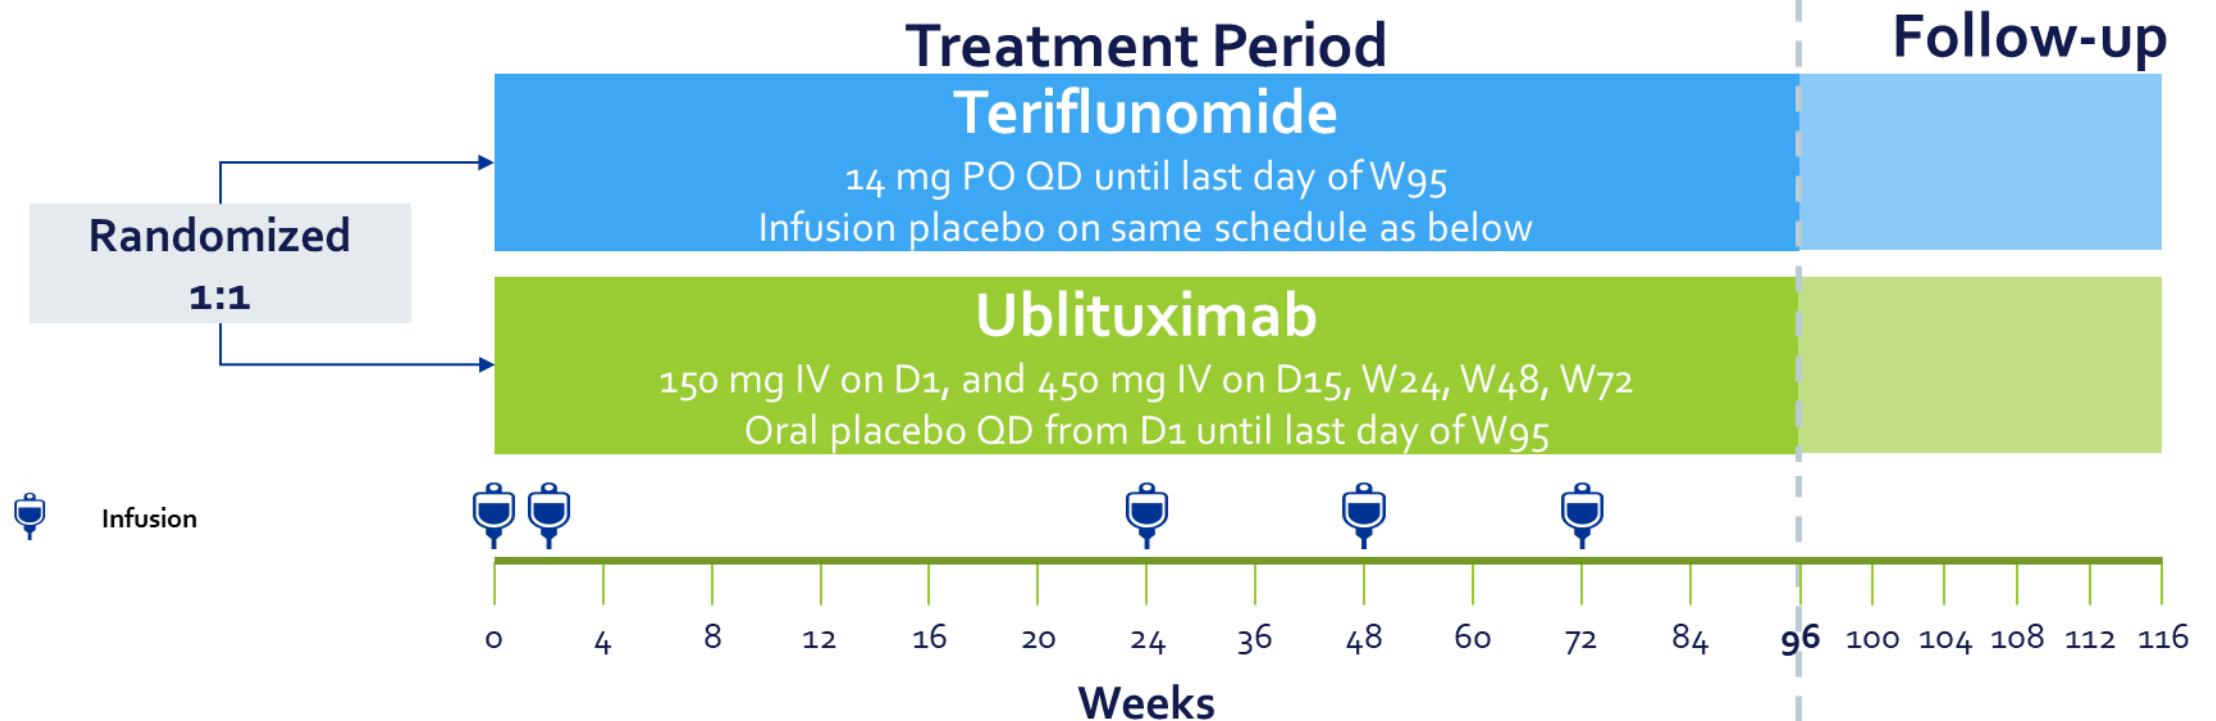 Treatment Period
Follow-up
Teriflunomide
14 mg PO QD until last day of W95
Infusion placebo on same schedule as below
Randomized
1:1
Ublituximab
150 mg IV on D1, and 450 mg IV on D15, W24, W48, W72
Oral placebo QD from D1 until last day of W95
Infusion
0 4 8 12 16 20 24 36 48 60 72 84 96 100 104 108 112 116
Weeks